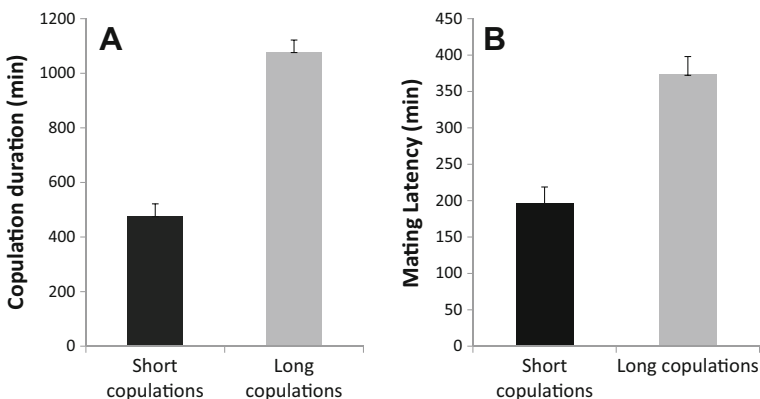 A
Copulation duration (min)
1200
1000
800
600
400
200
0
Short
copulations
Long
copulations
B
Mating Latency (min)
450
400
350
300
250
200
150
100
50
0
Short
copulations
Long copulations